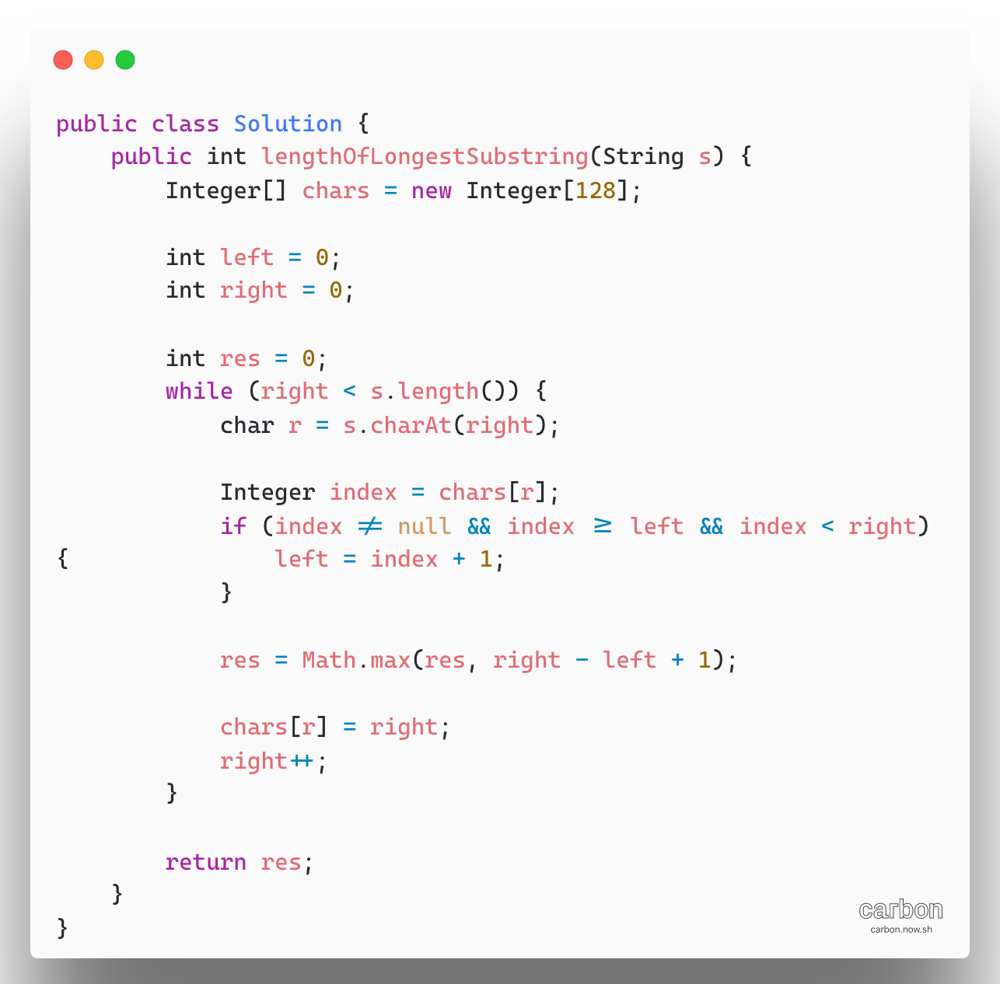 public class Solution {
    public int lengthOfLongestSubstring(String s) {
        Integer[] chars = new Integer[128];

        int left = 0;
        int right = 0;

        int res = 0;
        while (right < s.length()) {
            char r = s.charAt(right);

            Integer index = chars[r];
            if (index != null && index >= left && index < right)
{               left = index + 1;
            }

            res = Math.max(res, right - left + 1);

            chars[r] = right;
            right++;
        }

        return res;
    }
}
carbon
carbon.now.sh